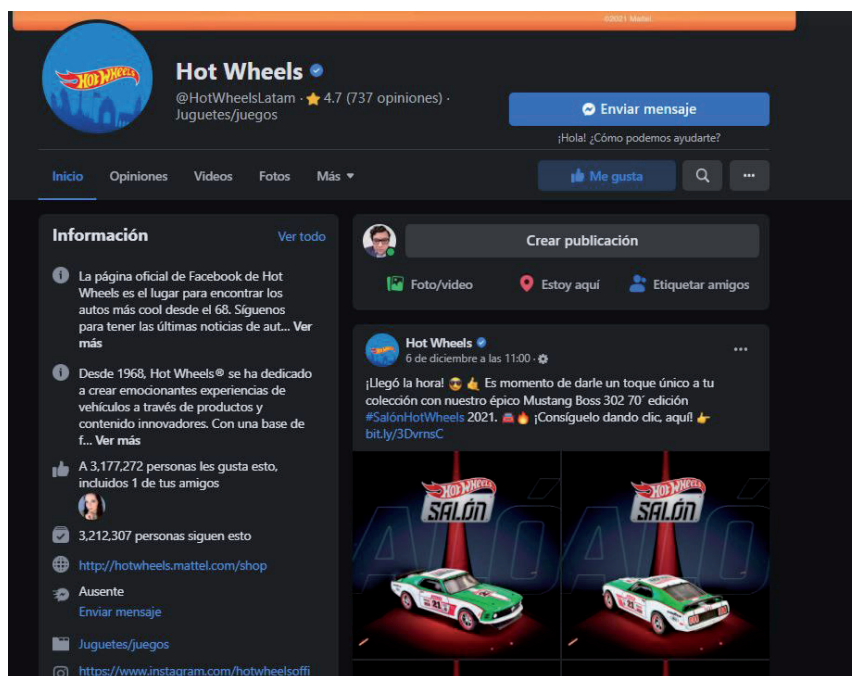 ©2021 Mattel.
HOT WHEELS
Hot Wheels
@HotWheelsLatam · 4.7 (737 opiniones) ·
Juguetes/juegos
Enviar mensaje
¡Hola! ¿Cómo podemos ayudarte?
Inicio
Opiniones
Videos
Fotos
Más
Me gusta
Información
Ver todo
La página oficial de Facebook de Hot
Wheels es el lugar para encontrar los
autos más cool desde el 68. Síguenos
para tener las últimas noticias de aut... Ver
más
Desde 1968, Hot Wheels® se ha dedicado
a crear emocionantes experiencias de
vehículos a través de productos y
contenido innovadores. Con una base de
f... Ver más
A 3,177,272 personas les gusta esto,
incluidos 1 de tus amigos
3,212,307 personas siguen esto
http://hotwheels.mattel.com/shop
Ausente
Enviar mensaje
Juguetes/juegos
https://www.instagram.com/hotwheelsoffi
Crear publicación
Foto/video
Estoy aquí
Etiquetar amigos
Hot Wheels
6 de diciembre a las 11:00 ·
¡Llegó la hora! 😎 🤙 Es momento de darle un toque único a tu
colección con nuestro épico Mustang Boss 302 70´ edición
#SalónHotWheels 2021. 🚘🔥 ¡Consíguelo dando clic, aquí! 👉
bit.ly/3DvrnsC
HOT WHEELS
SALÓN
21
HOT WHEELS
SALÓN
21